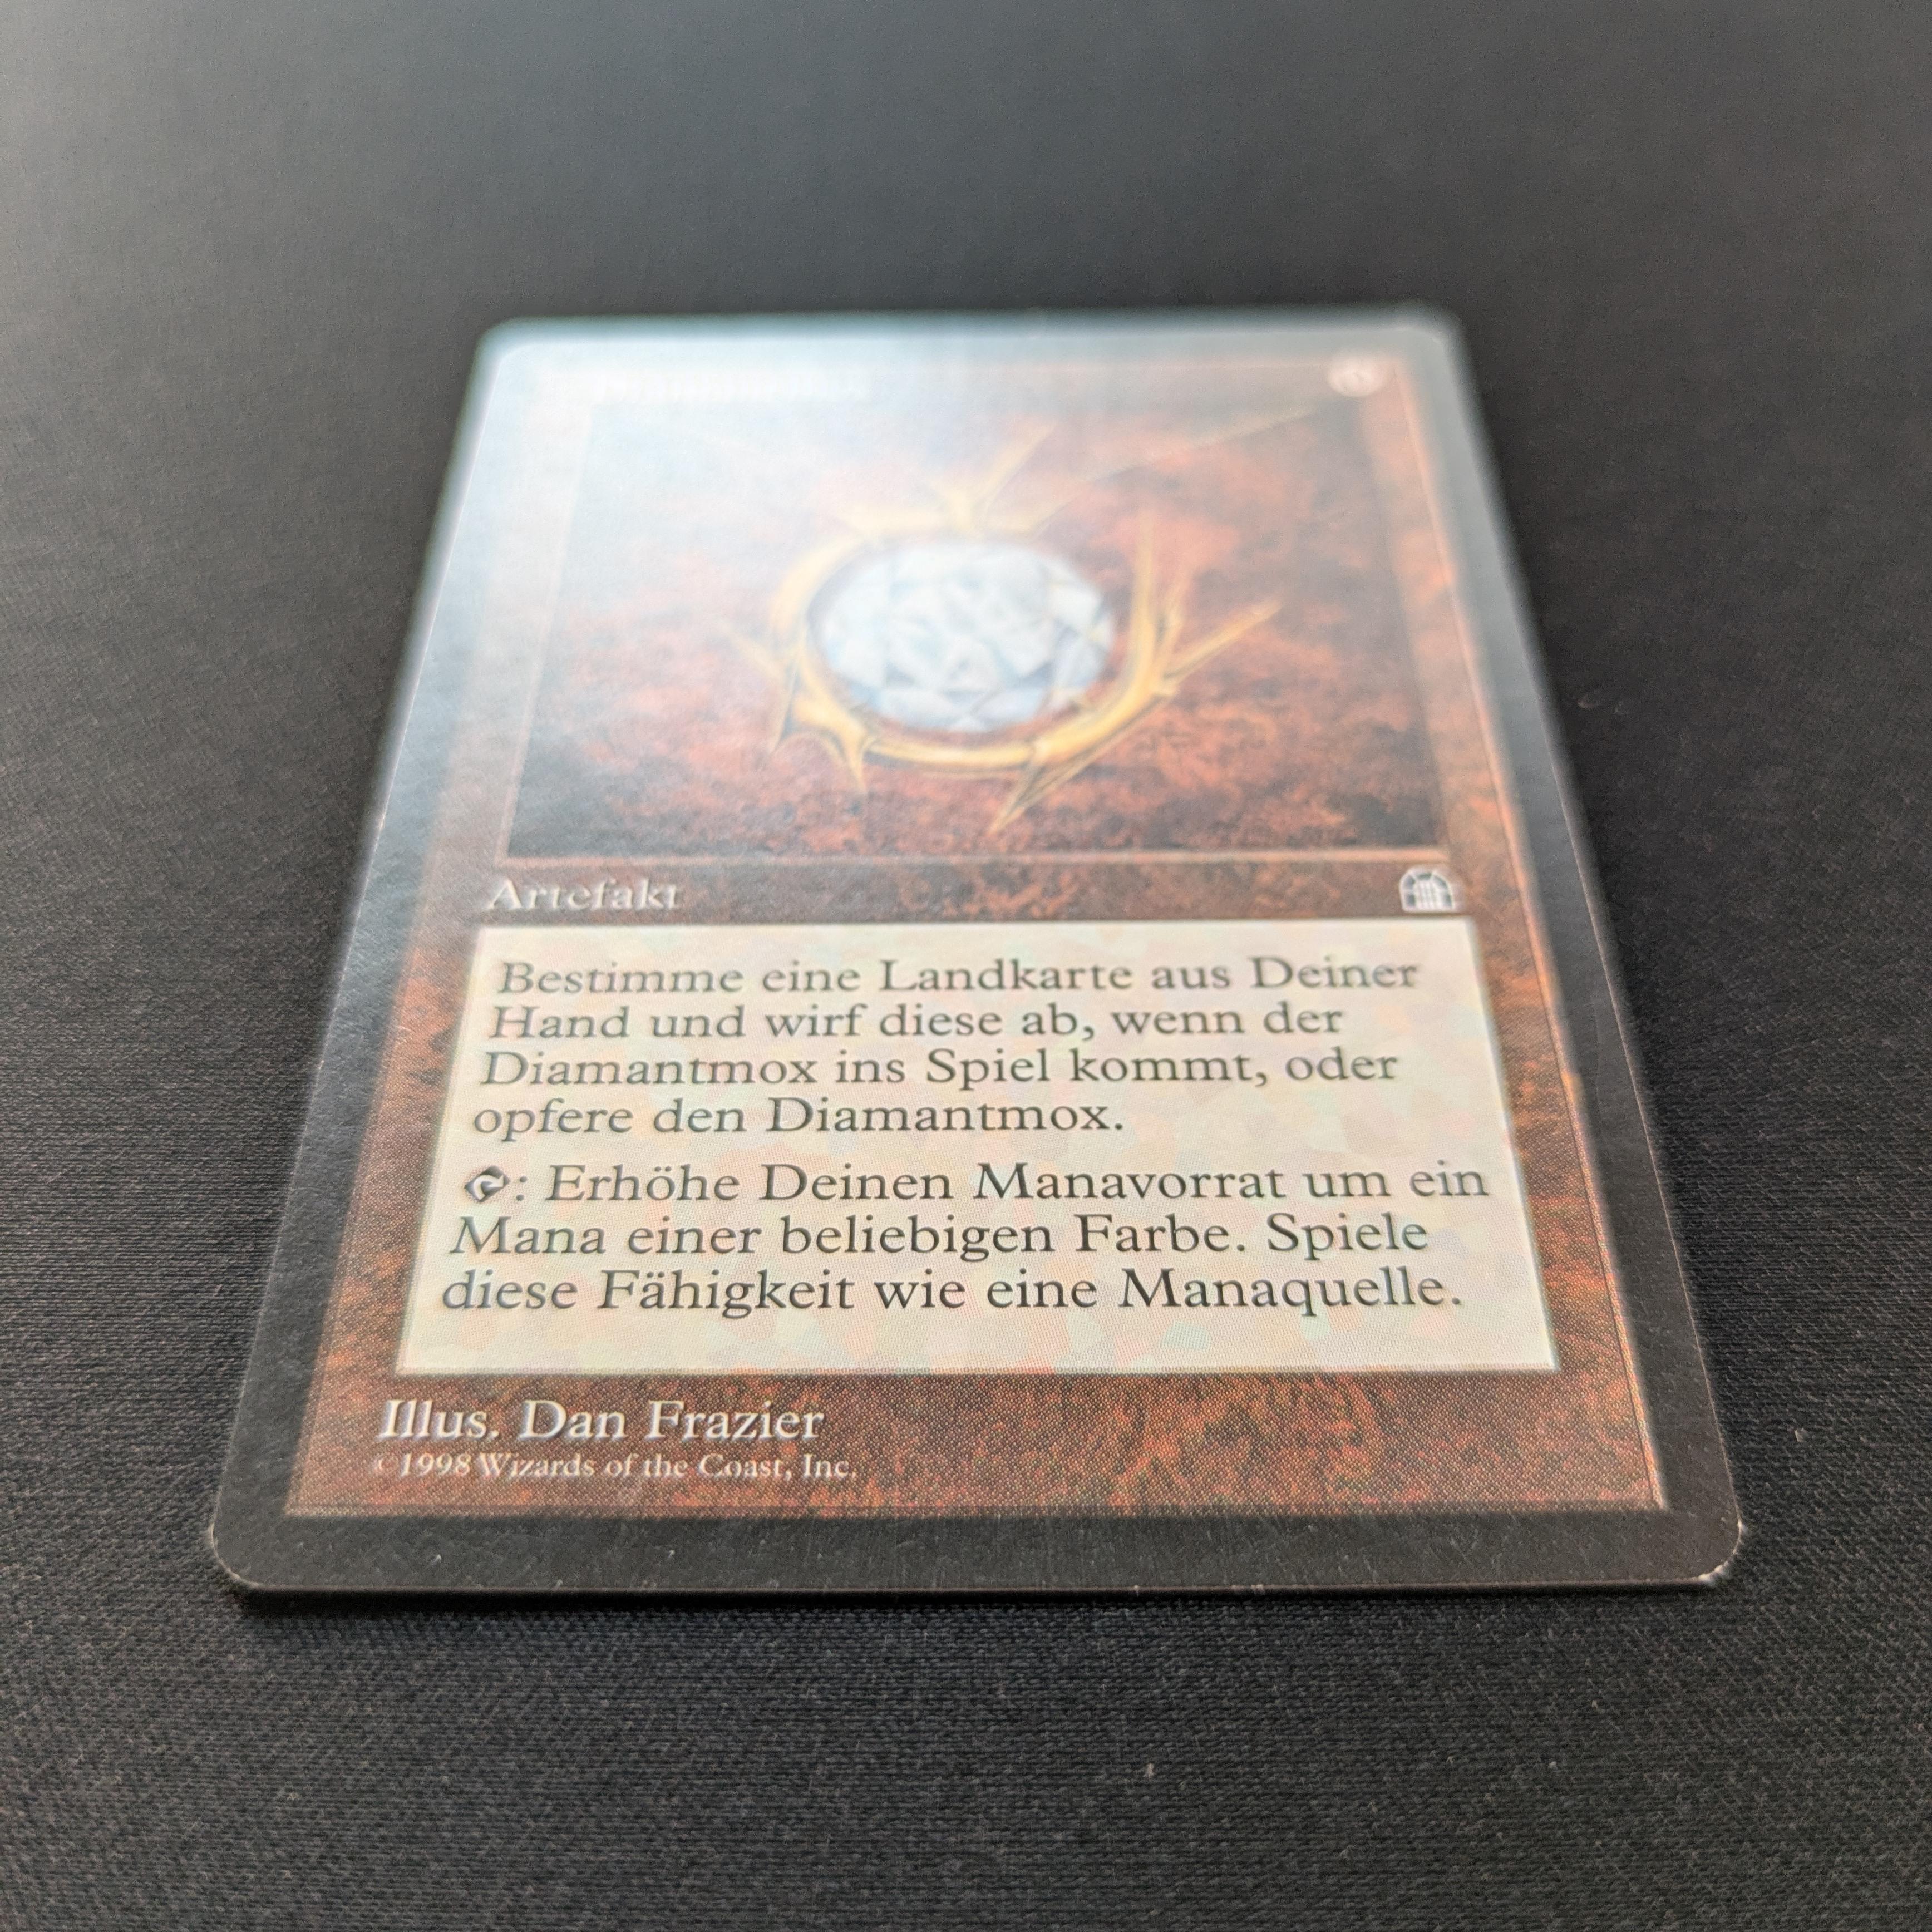 Artefakt
Bestimme eine Landkarte aus Deiner
Hand und wirf diese ab, wenn der
Diamantmox ins Spiel kommt, oder
opfere den Diamantmox.
: Erhöhe Deinen Manavorrat um ein
Mana einer beliebigen Farbe. Spiele
diese Fähigkeit wie eine Manaquelle.
Illus. Dan Frazier
©1998 Wizards of the Coast, Inc.